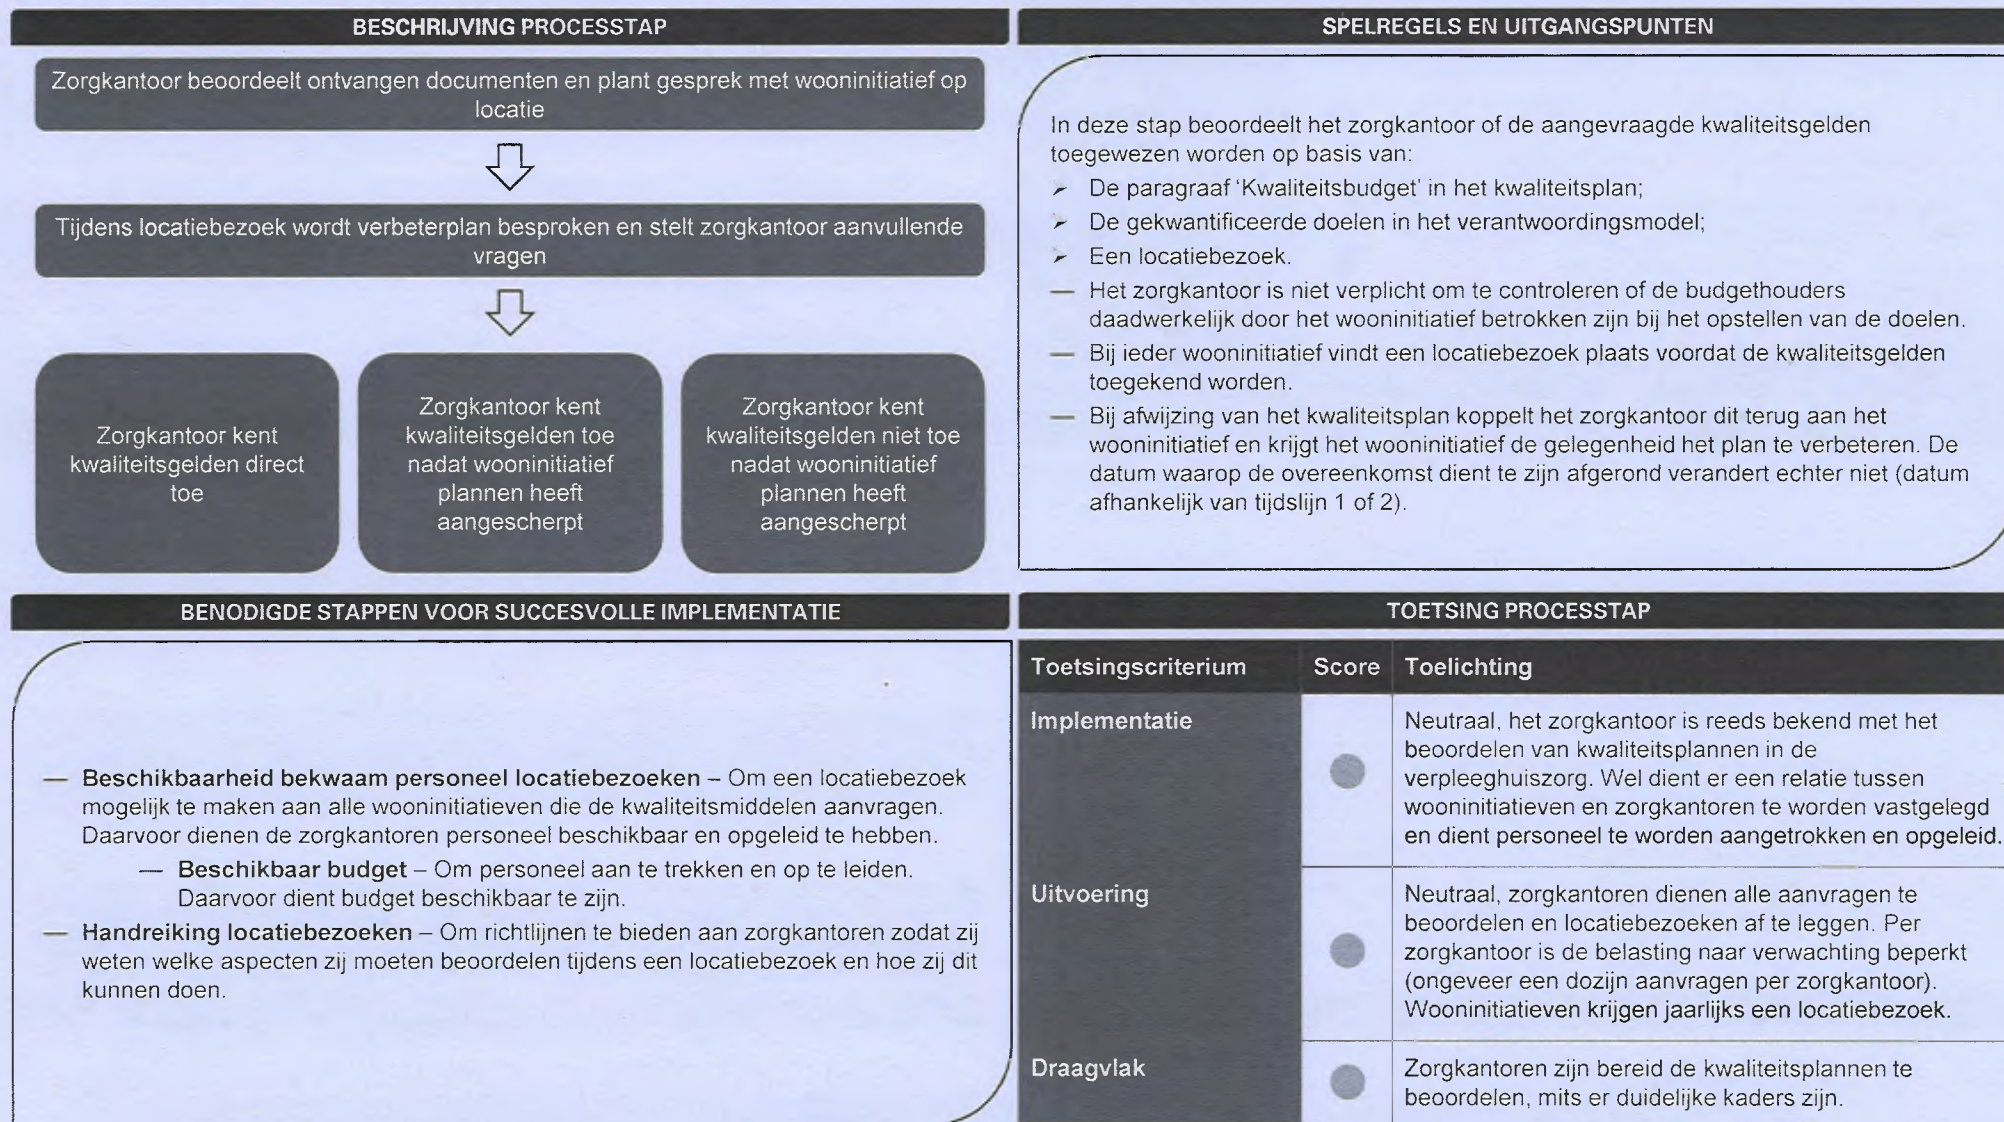 BESCHRIJVING PROCESSTAP
Zorgkantoor beoordeelt ontvangen documenten en plant gesprek met wooninitiatief op
locatie
Tijdens locatiebezoek wordt verbeterplan besproken en stelt zorgkantoor aanvullende
vragen
Zorgkantoor kent
kwaliteitsgelden direct
toe
Zorgkantoor kent
kwaliteitsgelden toe
nadat wooninitiatief
plannen heeft
aangescherpt
Zorgkantoor kent
kwaliteitsgelden niet toe
nadat wooninitiatief
plannen heeft
aangescherpt
SPELREGELS EN UITGANGSPUNTEN
In deze stap beoordeelt het zorgkantoor of de aangevraagde kwaliteitsgelden
toegewezen worden op basis van:
➢ De paragraaf ‘Kwaliteitsbudget’ in het kwaliteitsplan;
➢ De gekwantificeerde doelen in het verantwoordingsmodel;
➢ Een locatiebezoek.
— Het zorgkantoor is niet verplicht om te controleren of de budgethouders
daadwerkelijk door het wooninitiatief betrokken zijn bij het opstellen van de doelen.
— Bij ieder wooninitiatief vindt een locatiebezoek plaats voordat de kwaliteitsgelden
toegekend worden.
— Bij afwijzing van het kwaliteitsplan koppelt het zorgkantoor dit terug aan het
wooninitiatief en krijgt het wooninitiatief de gelegenheid het plan te verbeteren. De
datum waarop de overeenkomst dient te zijn afgerond verandert echter niet (datum
afhankelijk van tijdslijn 1 of 2).
BENODIGDE STAPPEN VOOR SUCCESVOLLE IMPLEMENTATIE
— Beschikbaarheid bekwaam personeel locatiebezoeken – Om een locatiebezoek
mogelijk te maken aan alle wooninitiatieven die de kwaliteitsmiddelen aanvragen.
Daarvoor dienen de zorgkantoren personeel beschikbaar en opgeleid te hebben.
— Beschikbaar budget – Om personeel aan te trekken en op te leiden.
Daarvoor dient budget beschikbaar te zijn.
— Handreiking locatiebezoeken – Om richtlijnen te bieden aan zorgkantoren zodat zij
weten welke aspecten zij moeten beoordelen tijdens een locatiebezoek en hoe zij dit
kunnen doen.
TOETSING PROCESSTAP
Toetsingscriterium Score Toelichting
Implementatie
Neutraal, het zorgkantoor is reeds bekend met het
beoordelen van kwaliteitsplannen in de
verpleeghuiszorg. Wel dient er een relatie tussen
wooninitiatieven en zorgkantoren te worden vastgelegd
en dient personeel te worden aangetrokken en opgeleid.
Uitvoering
Neutraal, zorgkantoren dienen alle aanvragen te
beoordelen en locatiebezoeken af te leggen. Per
zorgkantoor is de belasting naar verwachting beperkt
(ongeveer een dozijn aanvragen per zorgkantoor).
Wooninitiatieven krijgen jaarlijks een locatiebezoek.
Draagvlak
Zorgkantoren zijn bereid de kwaliteitsplannen te
beoordelen, mits er duidelijke kaders zijn.